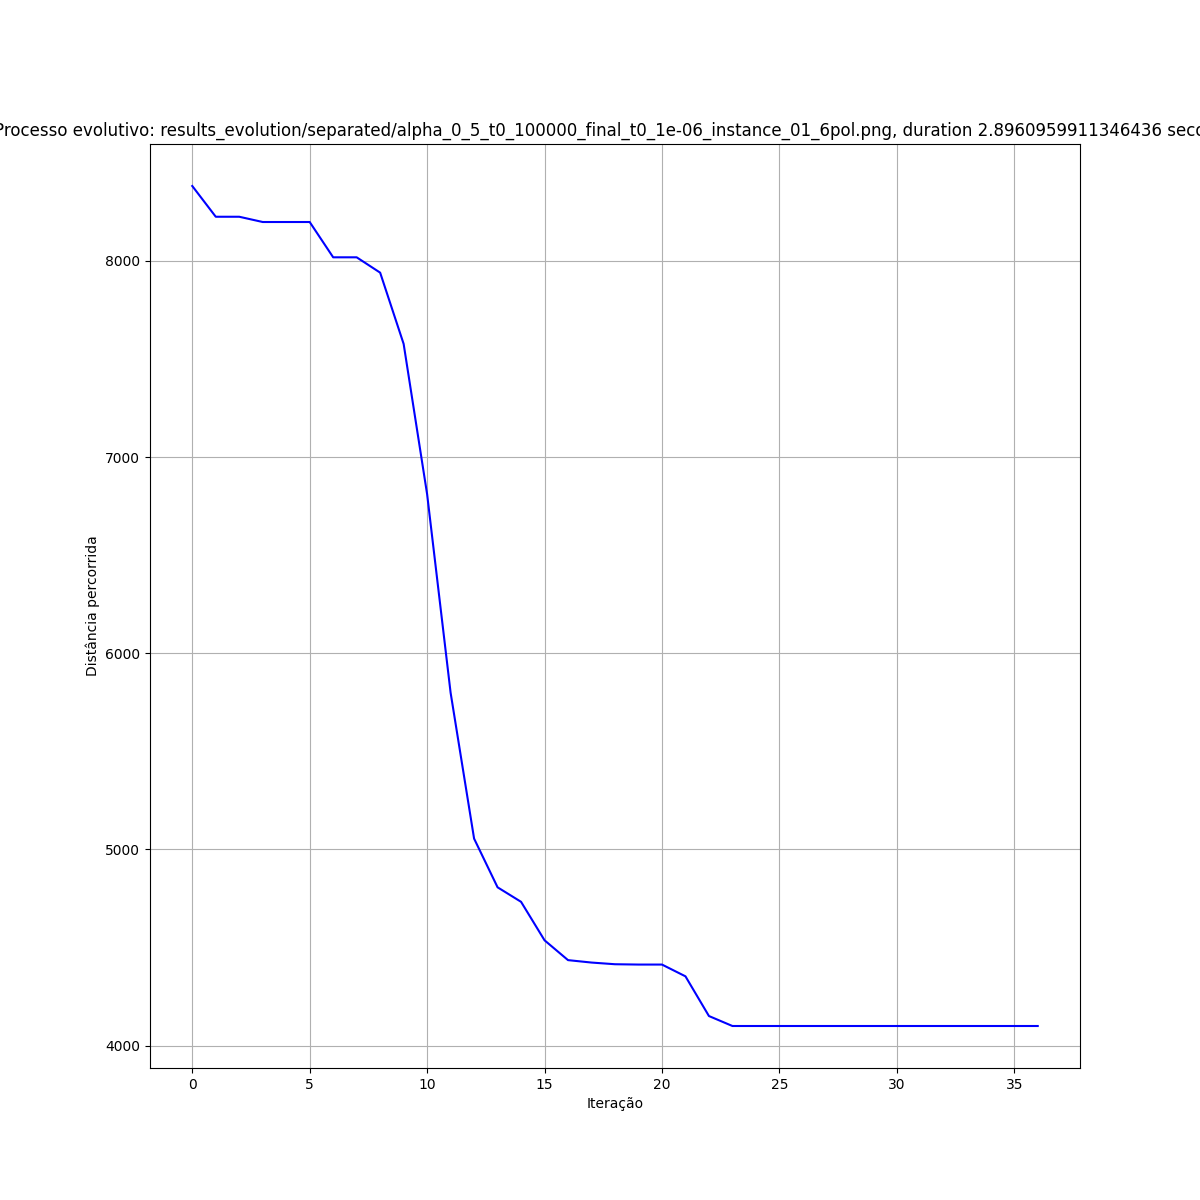 Processo evolutivo: results_evolution/separated/alpha_0_5_t0_100000_final_t0_1e-06_instance_01_6pol.png, duration 2.8960959911346436
8000
7000
6000
5000
4000
Distância percorrida
0 5 10 15 20 25 30 35
Iteração